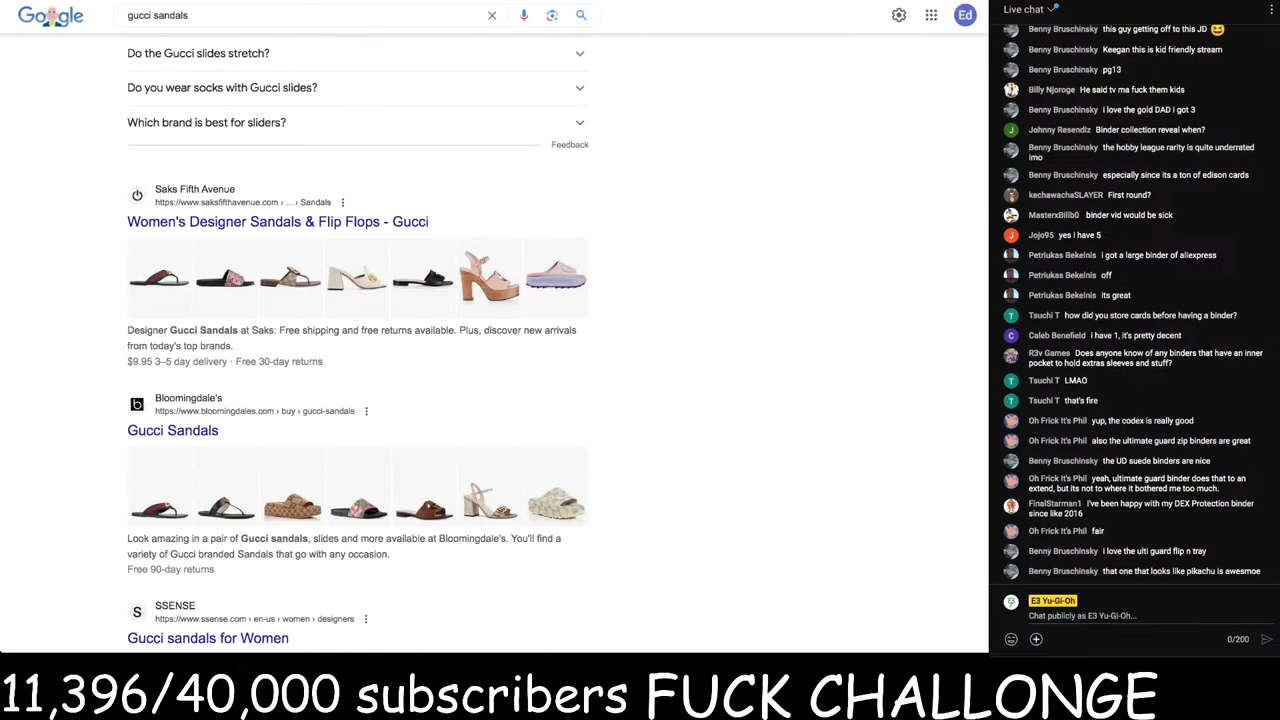 Google
gucci sandals
Ed
Do the Gucci slides stretch?
Do you wear socks with Gucci slides?
Which brand is best for sliders?
Feedback
Saks Fifth Avenue
https://www.saksfifthavenue.com › ... › Sandals
Women's Designer Sandals & Flip Flops - Gucci
Designer Gucci Sandals at Saks: Free shipping and free returns available. Plus, discover new arrivals
from today's top brands.
$9.95 3–5 day delivery · Free 30-day returns
b
Bloomingdale's
https://www.bloomingdales.com › buy › gucci-sandals
Gucci Sandals
Look amazing in a pair of Gucci sandals, slides and more available at Bloomingdale's. You'll find a
variety of Gucci branded Sandals that go with any occasion.
Free 90-day returns
S
SSENSE
https://www.ssense.com › en-us › women › designers
Gucci sandals for Women
Live chat
Benny Bruschinsky this guy getting off to this JD 😆
Benny Bruschinsky Keegan this is kid friendly stream
Benny Bruschinsky pg13
Billy Njoroge He said tv ma fuck them kids
Benny Bruschinsky i love the gold DAD i got 3
J Johnny Resendiz Binder collection reveal when?
Benny Bruschinsky the hobby league rarity is quite underrated
imo
Benny Bruschinsky especially since its a ton of edison cards
kechawachaSLAYER First round?
MasterxBillb0 binder vid would be sick
J Jojo95 yes i have 5
Petriukas Bekelnis i got a large binder of aliexpress
Petriukas Bekelnis off
Petriukas Bekelnis its great
T Tsuchi T how did you store cards before having a binder?
C Caleb Benefield i have 1, it's pretty decent
R3v Games Does anyone know of any binders that have an inner
pocket to hold extras sleeves and stuff?
T Tsuchi T LMAO
T Tsuchi T that's fire
Oh Frick It's Phil yup, the codex is really good
Oh Frick It's Phil also the ultimate guard zip binders are great
Benny Bruschinsky the UD suede binders are nice
Oh Frick It's Phil yeah, ultimate guard binder does that to an
extend, but its not to where it bothered me too much.
FinalStarman1 I've been happy with my DEX Protection binder
since like 2016
Oh Frick It's Phil fair
Benny Bruschinsky i love the ulti guard flip n tray
Benny Bruschinsky that one that looks like pikachu is awesmoe
E3 Yu-Gi-Oh
Chat publicly as E3 Yu-Gi-Oh...
0/200
11,396/40,000 subscribers FUCK CHALLONGE